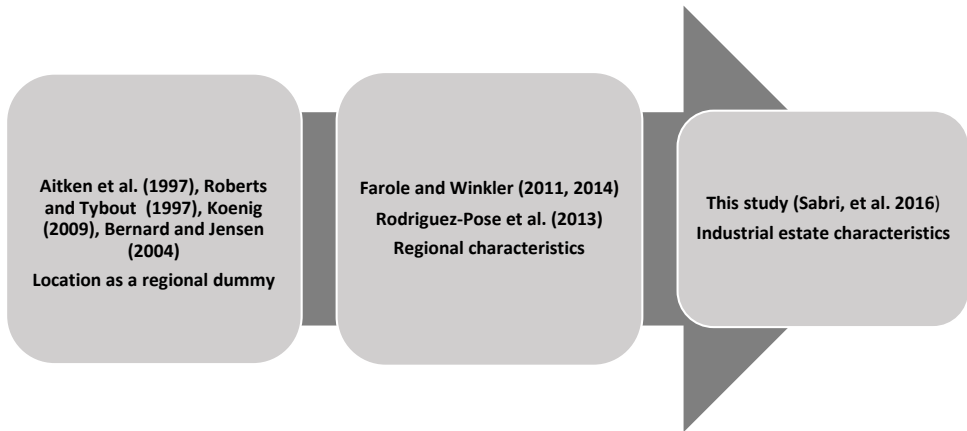 Aitken et al. (1997), Roberts
and Tybout  (1997), Koenig
(2009), Bernard and Jensen
(2004)
Location as a regional dummy
Farole and Winkler (2011, 2014)
Rodriguez-Pose et al. (2013)
Regional characteristics
This study (Sabri, et al. 2016)
Industrial estate characteristics